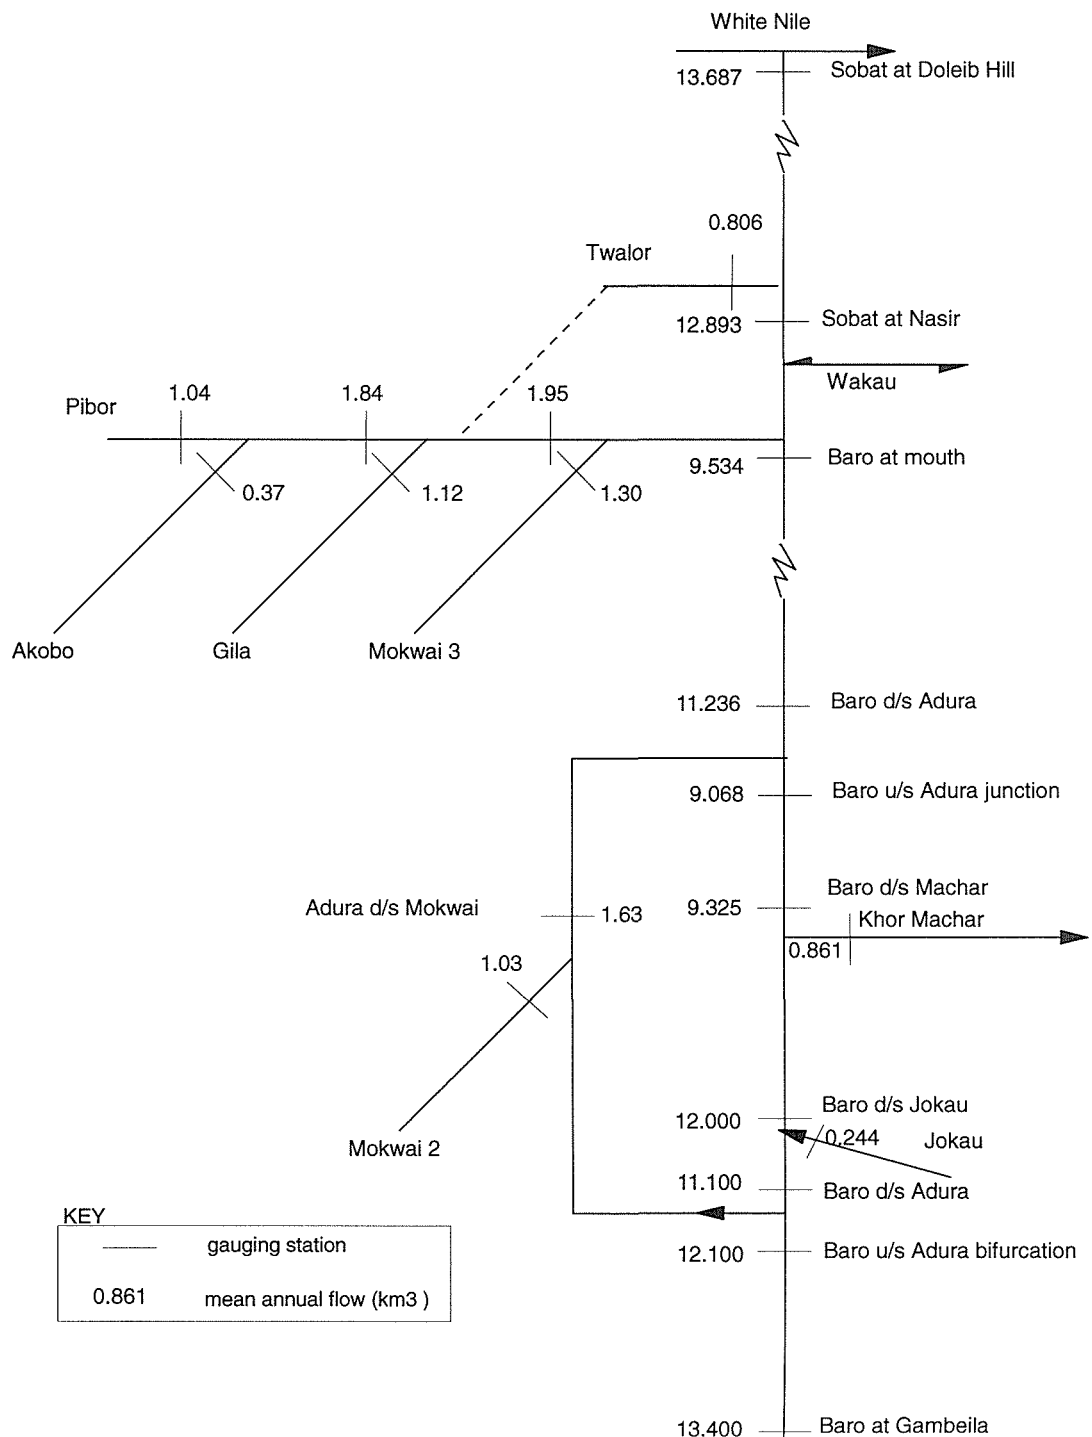 White Nile
13.687 Sobat at Doleib Hill
0.806
Twalor
12.893 Sobat at Nasir
Wakau
Pibor 1.04 1.84 1.95
9.534 Baro at mouth
0.37 1.12 1.30
Akobo Gila Mokwai 3
11.236 Baro d/s Adura
9.068 Baro u/s Adura junction
Baro d/s Machar
Adura d/s Mokwai 1.63 9.325
Khor Machar
0.861
1.03
Baro d/s Jokau
12.000
0.244 Jokau
Mokwai 2
11.100 Baro d/s Adura
KEY
gauging station
12.100 Baro u/s Adura bifurcation
0.861 mean annual flow (km3 )
13.400 Baro at Gambeila